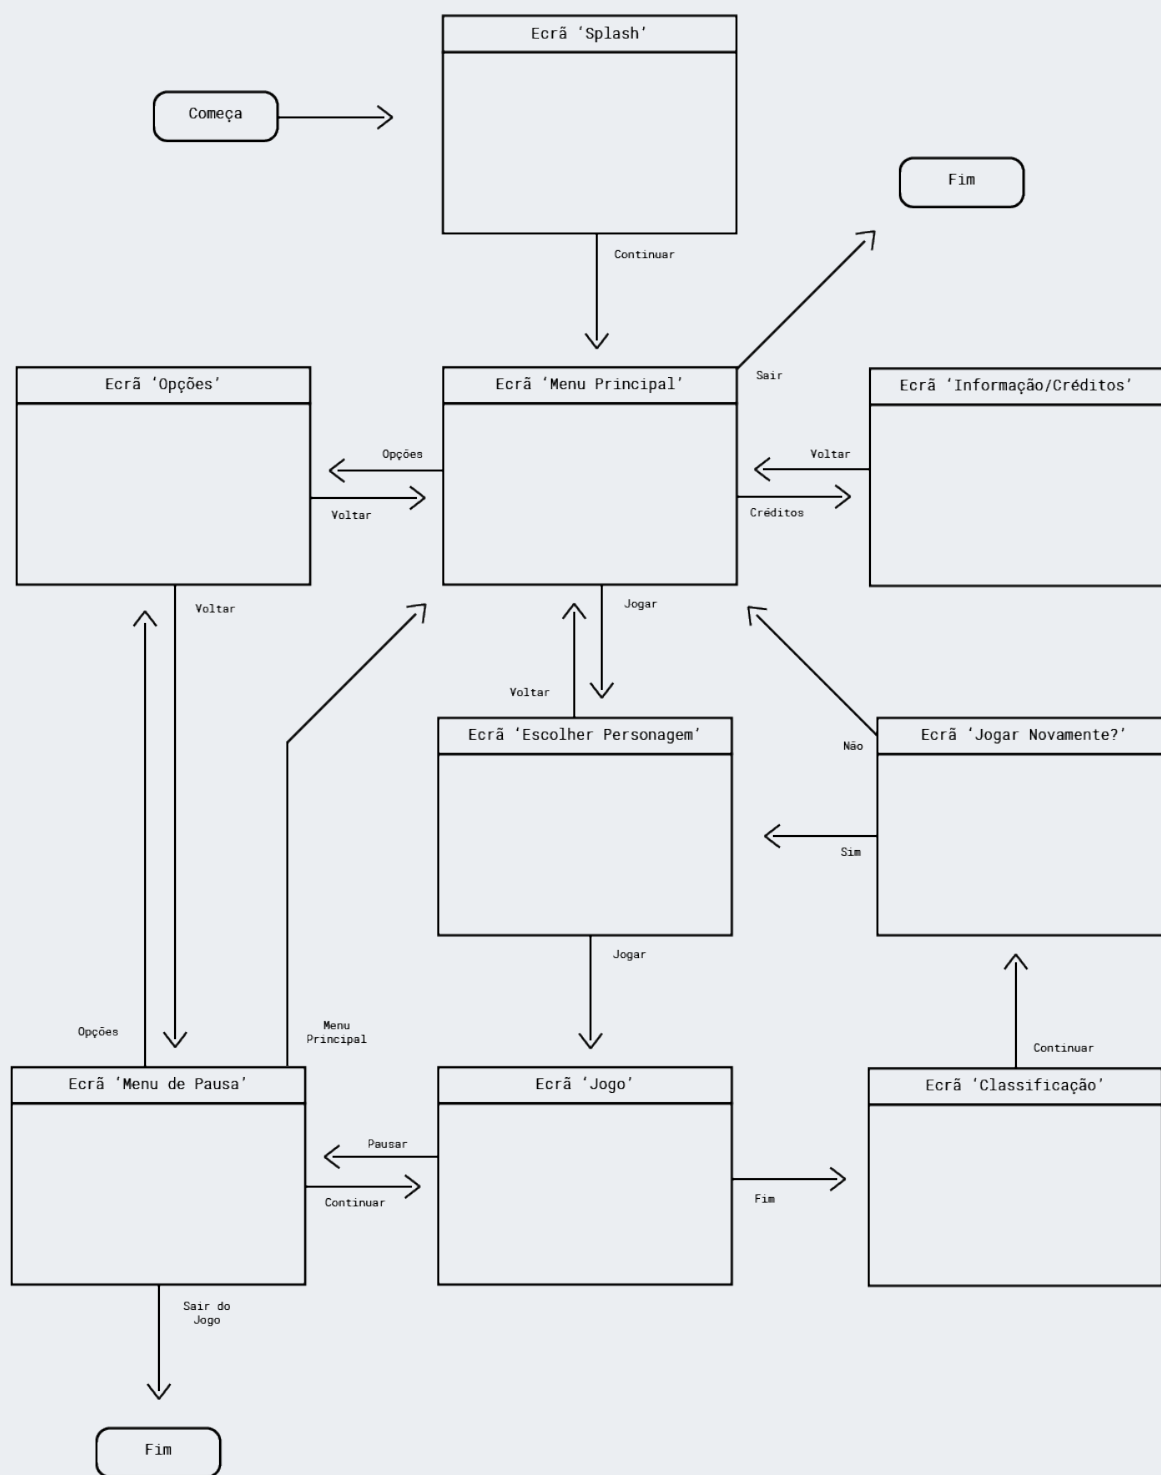 Ecrã ‘Splash’
Começa
Fim
Continuar
Sair
Ecrã ‘Opções’
Ecrã ‘Menu Principal’
Ecrã ‘Informação/Créditos’
Opções
Voltar
Voltar
Créditos
Voltar
Jogar
Voltar
Ecrã ‘Escolher Personagem’
Ecrã ‘Jogar Novamente?’
Não
Sim
Jogar
Opções
Menu
Principal
Continuar
Ecrã ‘Menu de Pausa’
Ecrã ‘Jogo’
Ecrã ‘Classificação’
Pausar
Continuar
Fim
Sair do
Jogo
Fim